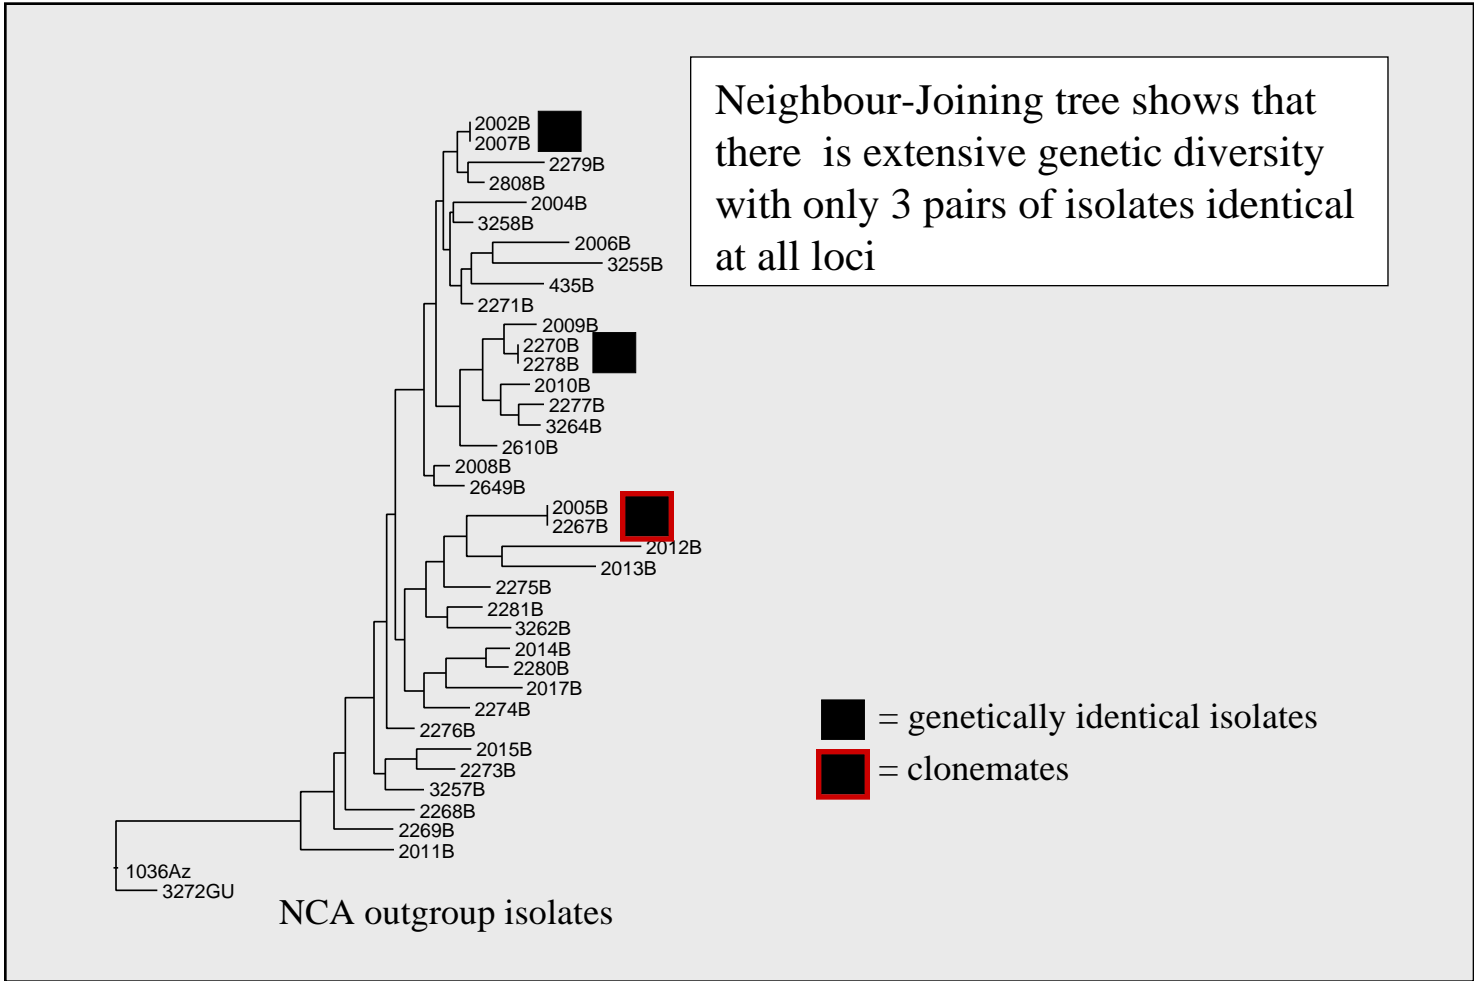 Neighbour-Joining tree shows that
there is extensive genetic diversity
with only 3 pairs of isolates identical
at all loci
2002B
2007B
2279B
2808B
2004B
3258B
2006B
3255B
435B
2271B
2009B
2270B
2278B
2010B
2277B
3264B
2610B
2008B
2649B
2005B
2267B
2012B
2013B
2275B
2281B
3262B
2014B
2280B
2017B
2274B
2276B
2015B
2273B
3257B
2268B
2269B
2011B
1036Az
3272GU
NCA outgroup isolates
= genetically identical isolates
= clonemates